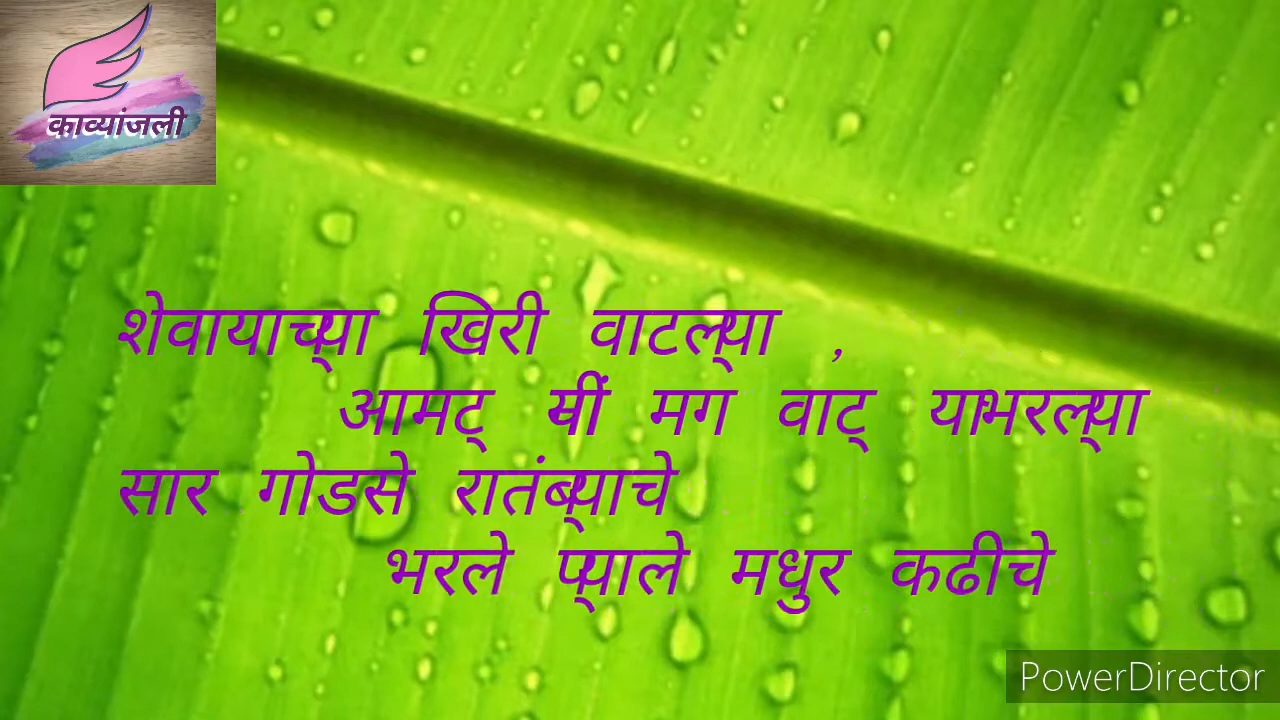 काव्यांजली
शेवायाच्या खिरी वाटल्या ,
आमट् यीं मग वाट् याभरल्या
सार गोडसे रातंब्याचे
भरले प्याले मधुर कढीचे
PowerDirector